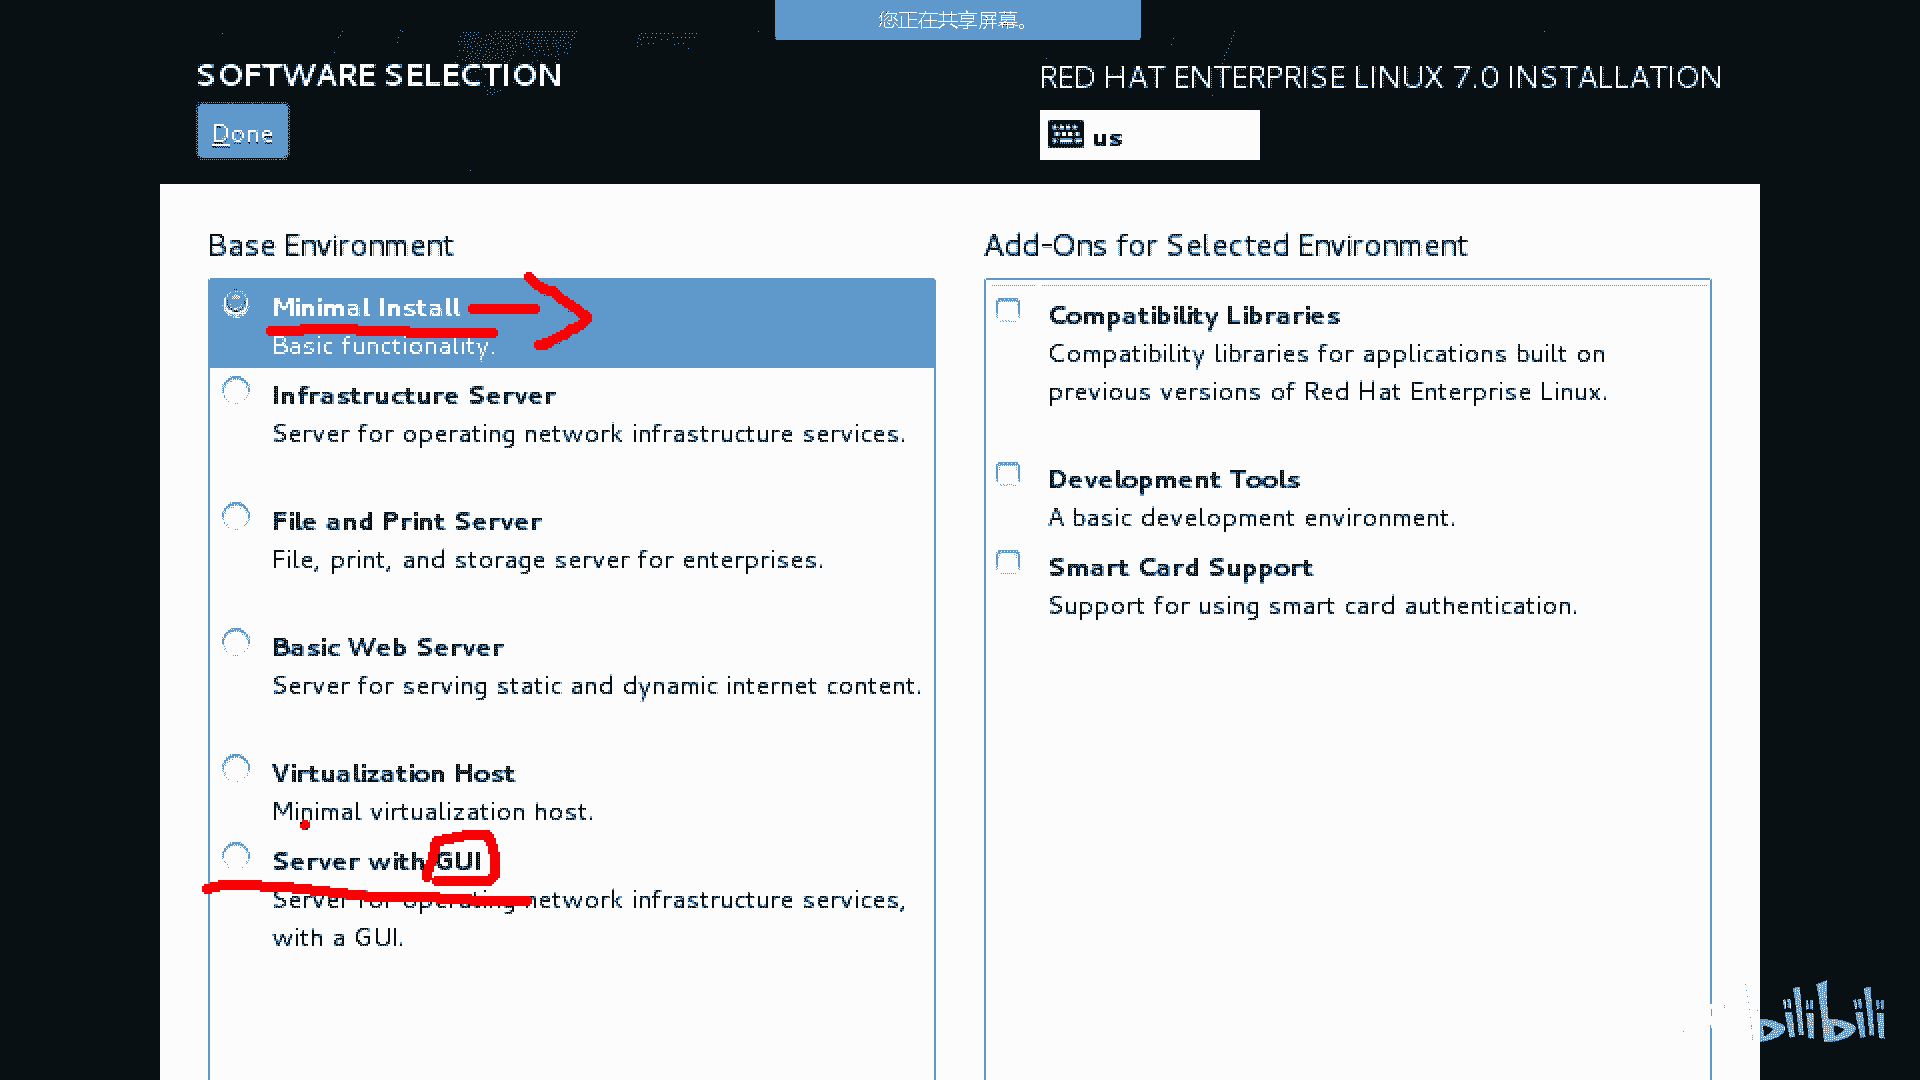 您正在共享屏幕。
SOFTWARE SELECTION
RED HAT ENTERPRISE LINUX 7.0 INSTALLATION
Done
us
Base Environment
Minimal Install
Basic functionality.
Infrastructure Server
Server for operating network infrastructure services.
File and Print Server
File, print, and storage server for enterprises.
Basic Web Server
Server for serving static and dynamic internet content.
Virtualization Host
Minimal virtualization host.
Server with GUI
Server for operating network infrastructure services,
with a GUI.
Add-Ons for Selected Environment
Compatibility Libraries
Compatibility libraries for applications built on
previous versions of Red Hat Enterprise Linux.
Development Tools
A basic development environment.
Smart Card Support
Support for using smart card authentication.
bilibili